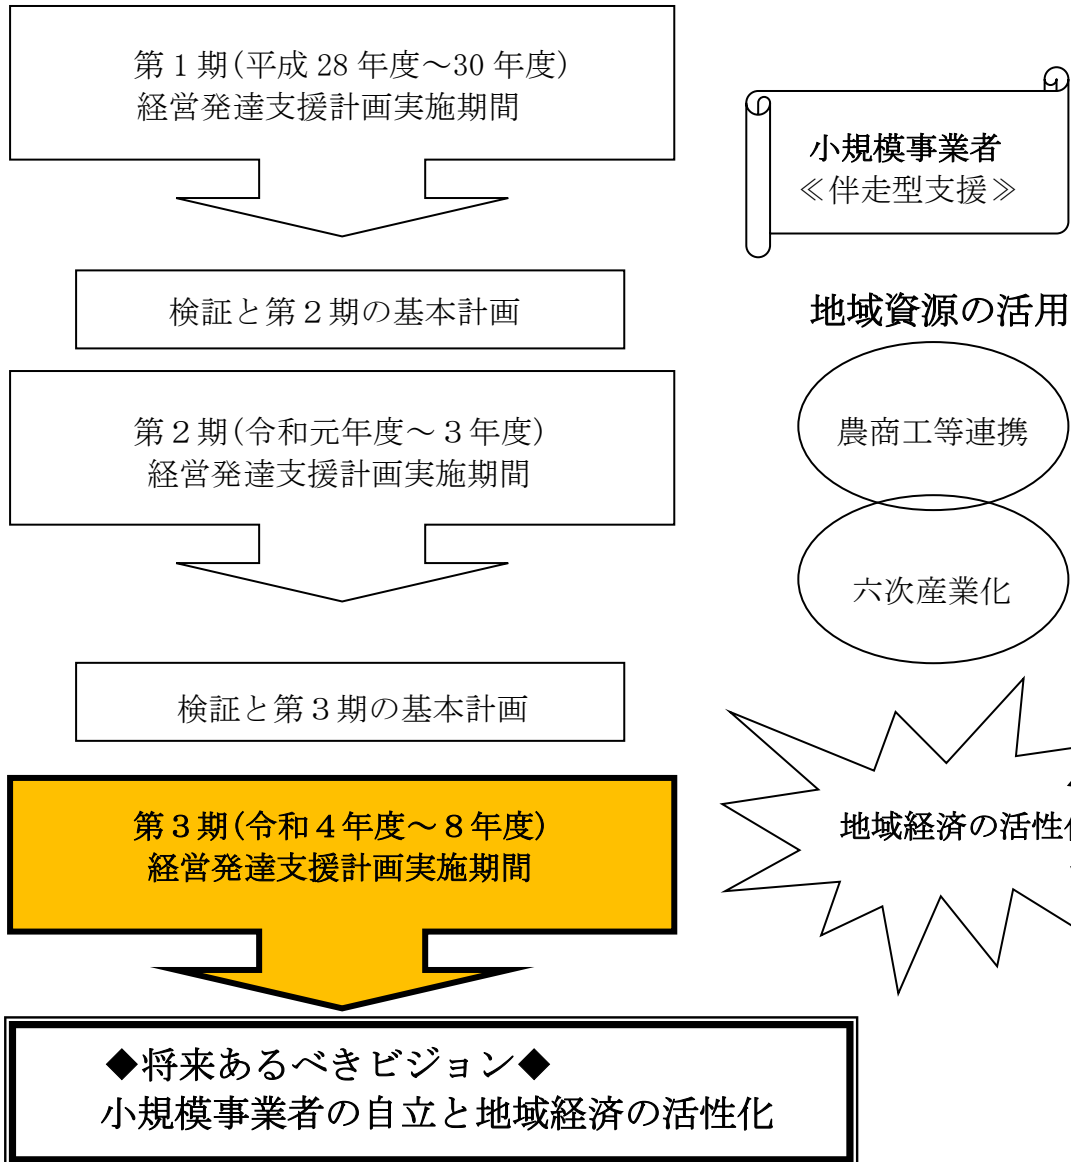 第１期(平成 28 年度～30 年度)
経営発達支援計画実施期間
検証と第２期の基本計画
第２期(令和元年度～３年度)
経営発達支援計画実施期間
検証と第３期の基本計画
第３期(令和４年度～８年度)
経営発達支援計画実施期間
◆将来あるべきビジョン◆
小規模事業者の自立と地域経済の活性化
小規模事業者
≪伴走型支援≫
地域資源の活用
農商工等連携
六次産業化
地域経済の活性